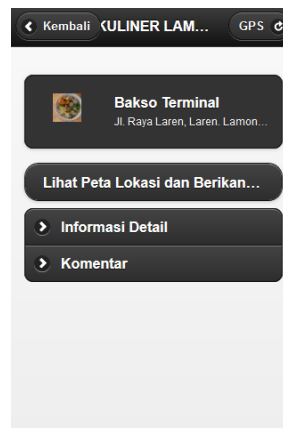 Kembali
KULINER LAM...
GPS
Bakso Terminal
Jl. Raya Laren, Laren. Lamon...
Lihat Peta Lokasi dan Berikan...
Informasi Detail
Komentar